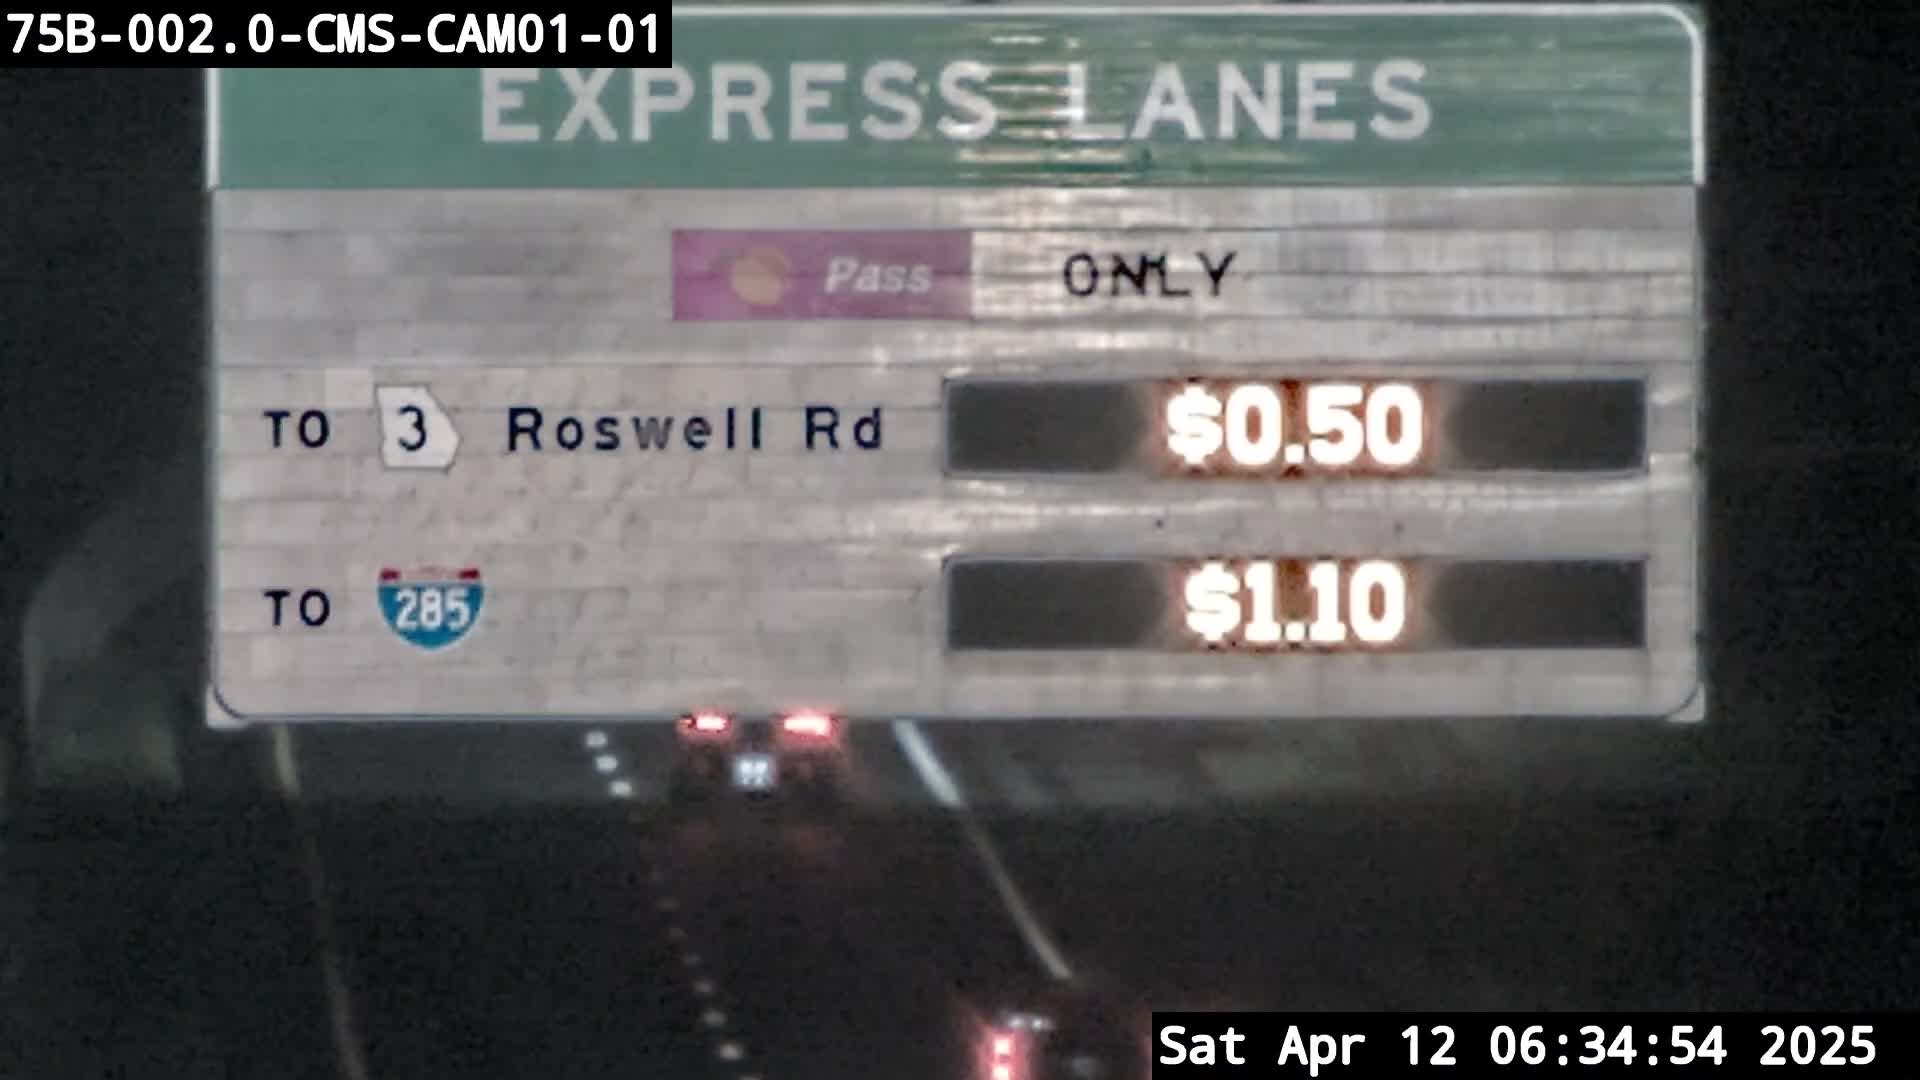 75B-002.0-CMS-CAM01-01
EXPRESS LANES
Pass ONLY
TO 3 Roswell Rd $0.50
TO 285 $1.10
Sat Apr 12 06:34:54 2025